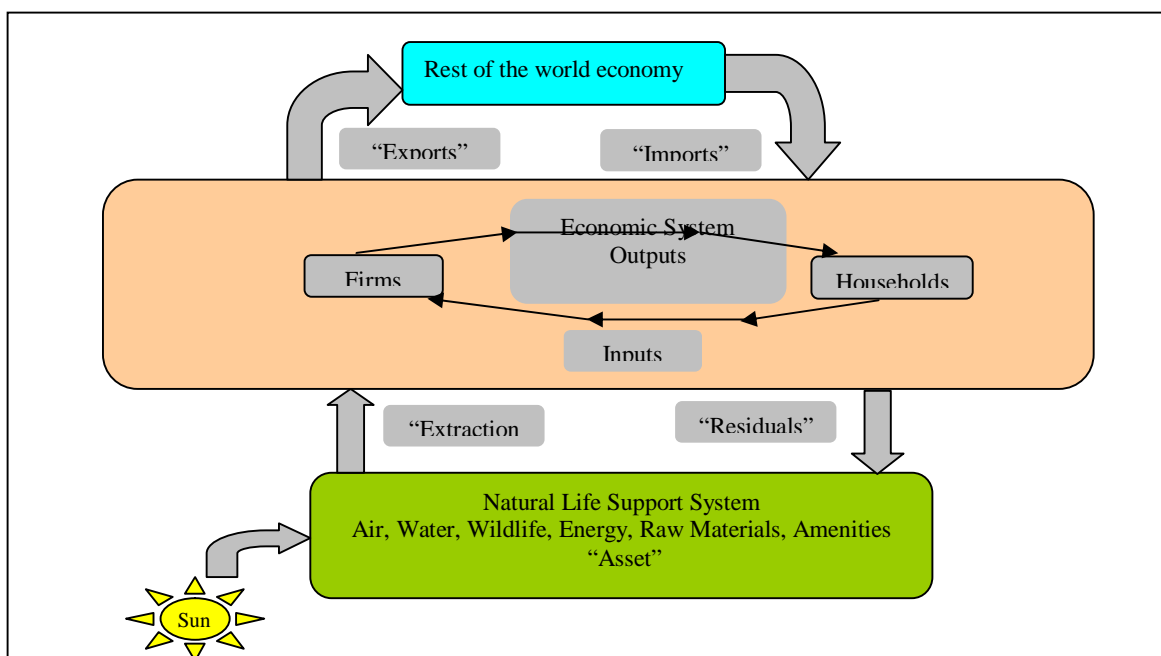 Rest of the world economy
“Exports”
“Imports”
Economic System
Outputs
Firms
Households
Inputs
“Extraction
“Residuals”
Natural Life Support System
Air, Water, Wildlife, Energy, Raw Materials, Amenities
“Asset”
Sun